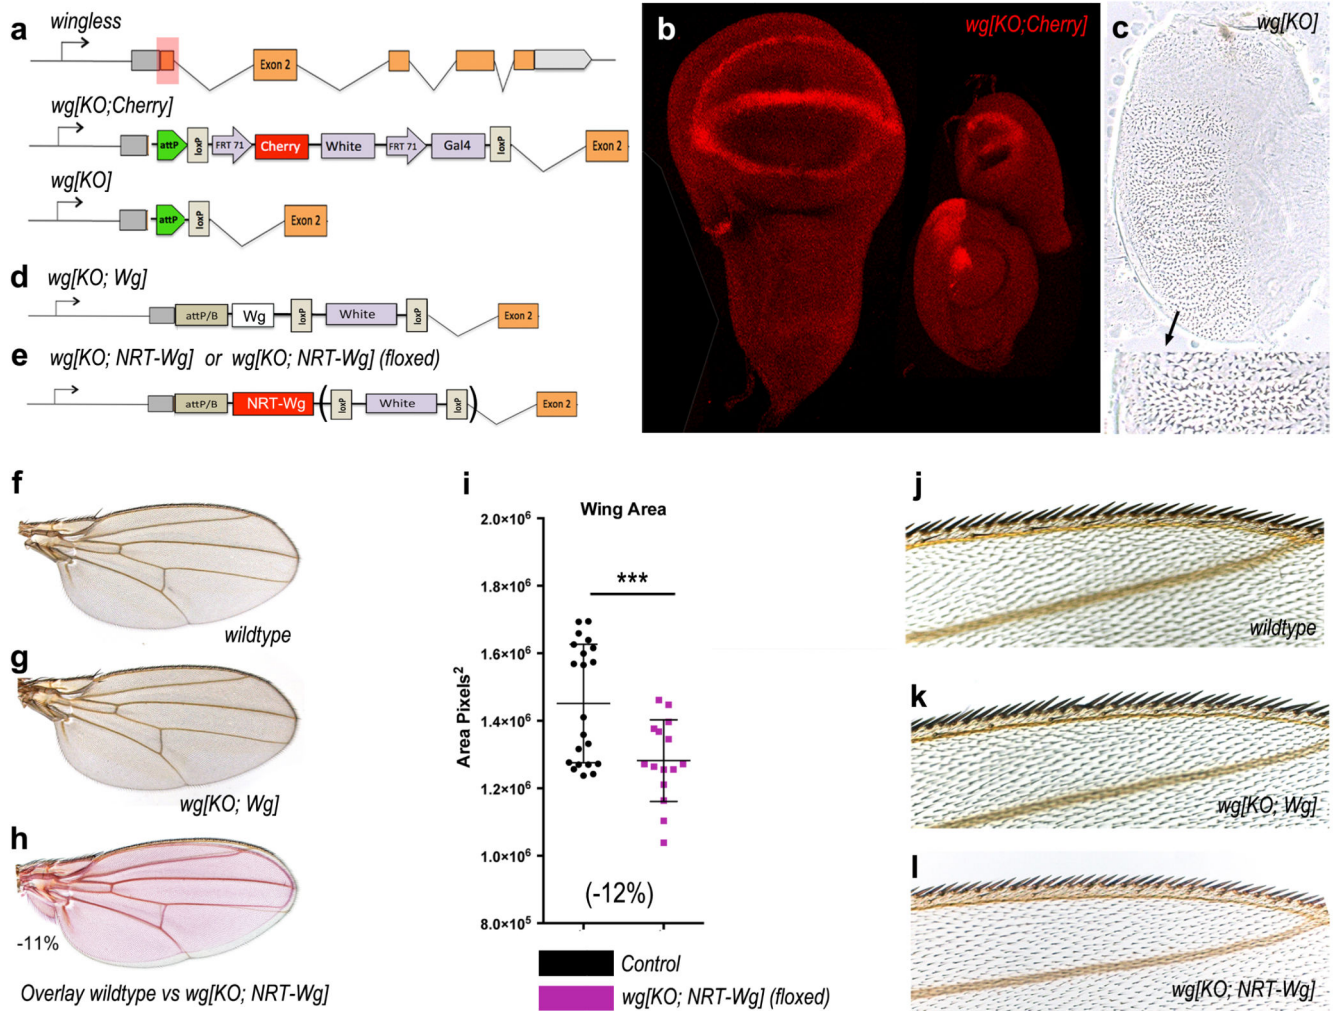 a
wingless
Exon 2
wg[KO;Cherry]
attP
loxP
FRT 71
Cherry
White
FRT 71
Gal4
loxP
Exon 2
wg[KO]
attP
loxP
Exon 2
d
wg[KO; Wg]
attP/B
Wg
loxP
White
loxP
Exon 2
e
wg[KO; NRT-Wg] or wg[KO; NRT-Wg] (floxed)
attP/B
NRT-Wg
(
loxP
White
loxP
)
Exon 2
b
wg[KO;Cherry]
c
wg[KO]
f
wildtype
g
wg[KO; Wg]
h
-11%
Overlay wildtype vs wg[KO; NRT-Wg]
i
Wing Area
2.0×10⁶
1.8×10⁶
1.6×10⁶
1.4×10⁶
1.2×10⁶
1.0×10⁶
8.0×10⁵
Area Pixels²
***
(-12%)
Control
wg[KO; NRT-Wg] (floxed)
j
wildtype
k
wg[KO; Wg]
l
wg[KO; NRT-Wg]